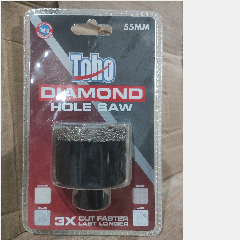 55MM
Tobo
DIAMOND
HOLE SAW
3X CUT FASTER
LAST LONGER